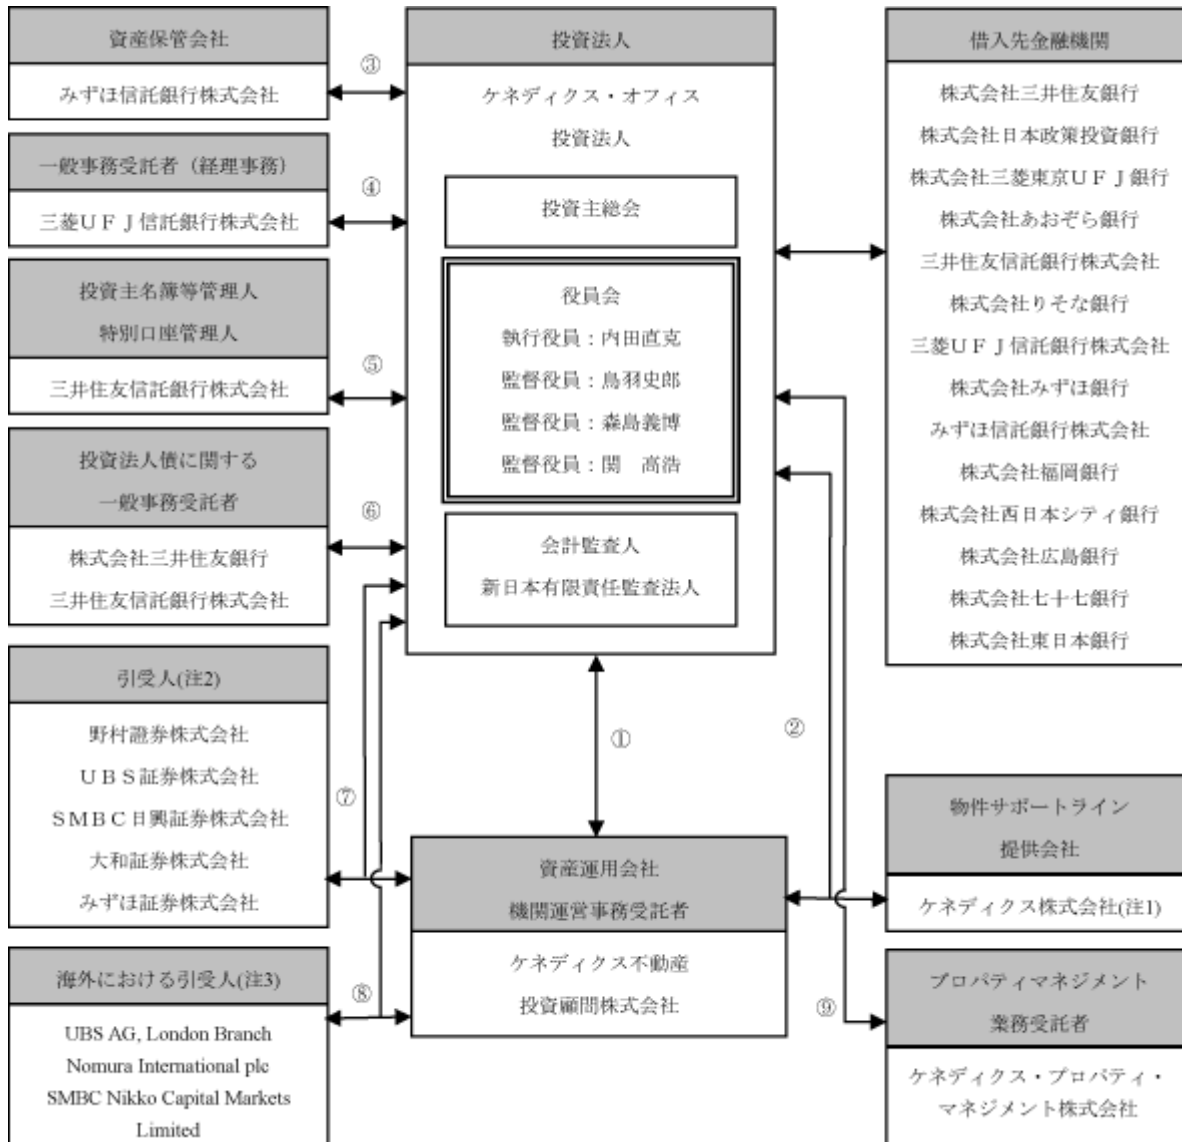 資産保管会社
みずほ信託銀行株式会社
③
一般事務受託者（経理事務）
三菱ＵＦＪ信託銀行株式会社
④
投資主名簿等管理人
特別口座管理人
三井住友信託銀行株式会社
⑤
投資法人債に関する
一般事務受託者
株式会社三井住友銀行
三井住友信託銀行株式会社
⑥
引受人(注2)
野村證券株式会社
ＵＢＳ証券株式会社
ＳＭＢＣ日興証券株式会社
大和証券株式会社
みずほ証券株式会社
⑦
海外における引受人(注3)
UBS AG, London Branch
Nomura International plc
SMBC Nikko Capital Markets
Limited
⑧
投資法人
ケネディクス・オフィス
投資法人
投資主総会
役員会
執行役員：内田直克
監督役員：鳥羽史郎
監督役員：森島義博
監督役員：関　高浩
会計監査人
新日本有限責任監査法人
①
②
資産運用会社
機関運営事務受託者
ケネディクス不動産
投資顧問株式会社
⑨
借入先金融機関
株式会社三井住友銀行
株式会社日本政策投資銀行
株式会社三菱東京ＵＦＪ銀行
株式会社あおぞら銀行
三井住友信託銀行株式会社
株式会社りそな銀行
三菱ＵＦＪ信託銀行株式会社
株式会社みずほ銀行
みずほ信託銀行株式会社
株式会社福岡銀行
株式会社西日本シティ銀行
株式会社広島銀行
株式会社七十七銀行
株式会社東日本銀行
物件サポートライン
提供会社
ケネディクス株式会社(注1)
プロパティマネジメント
業務受託者
ケネディクス・プロパティ・
マネジメント株式会社